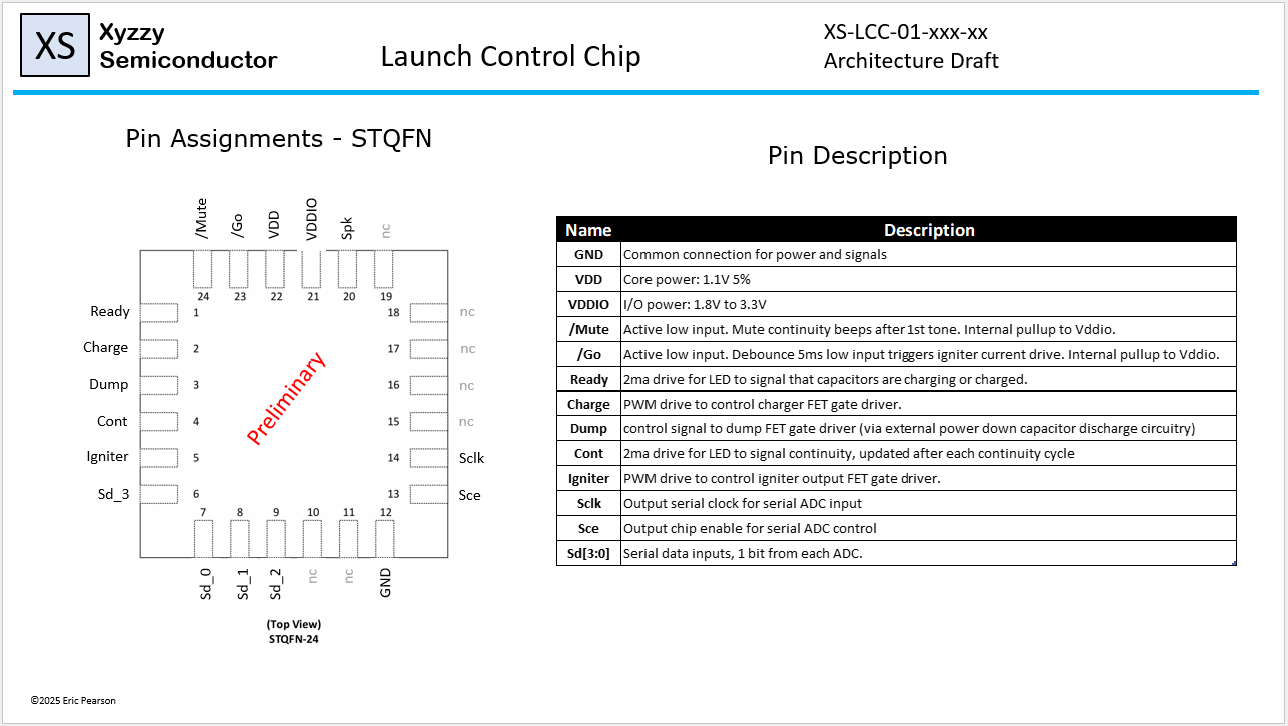 XS
Xyzzy
Semiconductor
Launch Control Chip
XS-LCC-01-xxx-xx
Architecture Draft
Pin Assignments - STQFN
/Mute
/Go
VDD
VDDIO
Spk
nc
24
23
22
21
20
19
Ready 1
Charge 2
Dump 3
Cont 4
Igniter 5
Sd_3 6
18 nc
17 nc
16 nc
15 nc
14 Sclk
13 Sce
Preliminary
7
8
9
10
11
12
Sd_0
Sd_1
Sd_2
nc
nc
GND
(Top View)
STQFN-24
Pin Description
Name Description
GND Common connection for power and signals
VDD Core power: 1.1V 5%
VDDIO I/O power: 1.8V to 3.3V
/Mute Active low input. Mute continuity beeps after 1st tone. Internal pullup to Vddio.
/Go Active low input. Debounce 5ms low input triggers igniter current drive. Internal pullup to Vddio.
Ready 2ma drive for LED to signal that capacitors are charging or charged.
Charge PWM drive to control charger FET gate driver.
Dump control signal to dump FET gate driver (via external power down capacitor discharge circuitry)
Cont 2ma drive for LED to signal continuity, updated after each continuity cycle
Igniter PWM drive to control igniter output FET gate driver.
Sclk Output serial clock for serial ADC input
Sce Output chip enable for serial ADC control
Sd[3:0] Serial data inputs, 1 bit from each ADC.
©2025 Eric Pearson